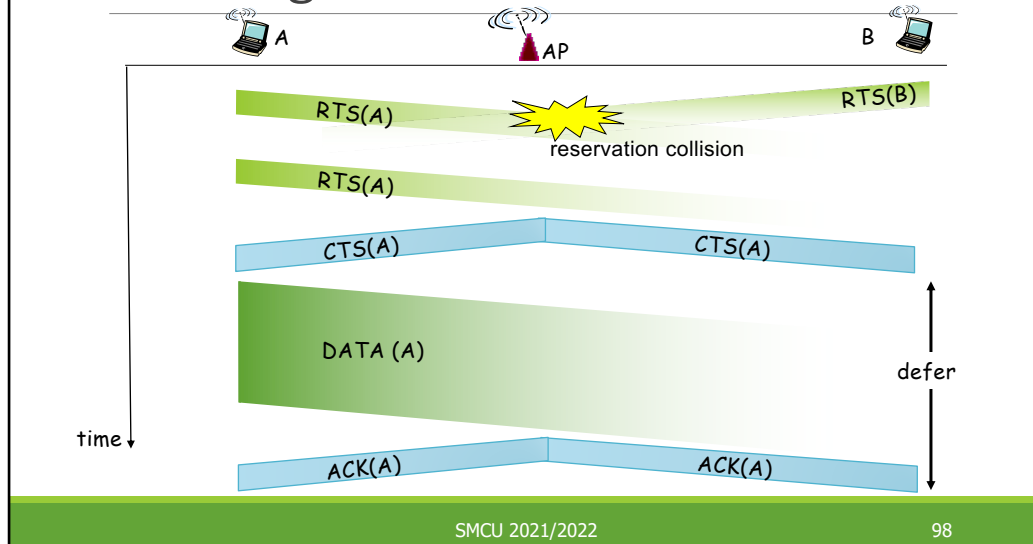 A
AP
B
RTS(A)
RTS(B)
reservation collision
RTS(A)
CTS(A)
CTS(A)
DATA (A)
defer
time
ACK(A)
ACK(A)
SMCU 2021/2022
98